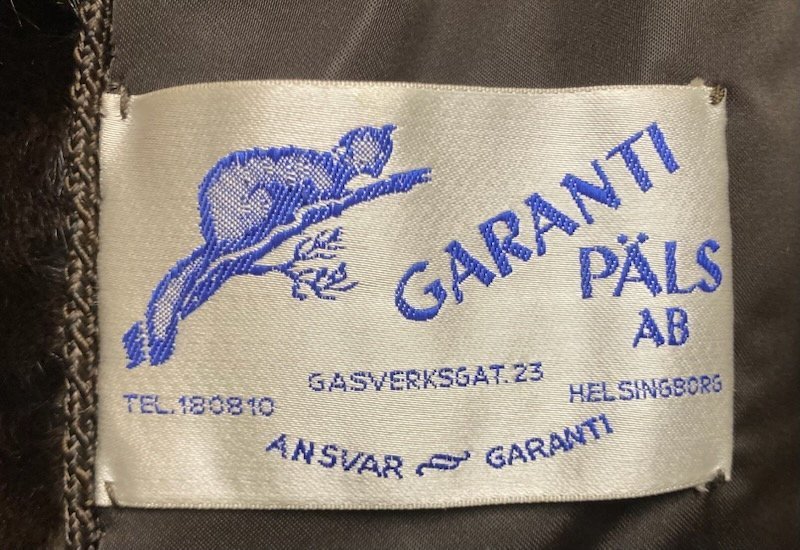 GARANTI
PÄLS
AB
GASVERKSGAT. 23
TEL. 180810
HELSINGBORG
ANSVAR GARANTI